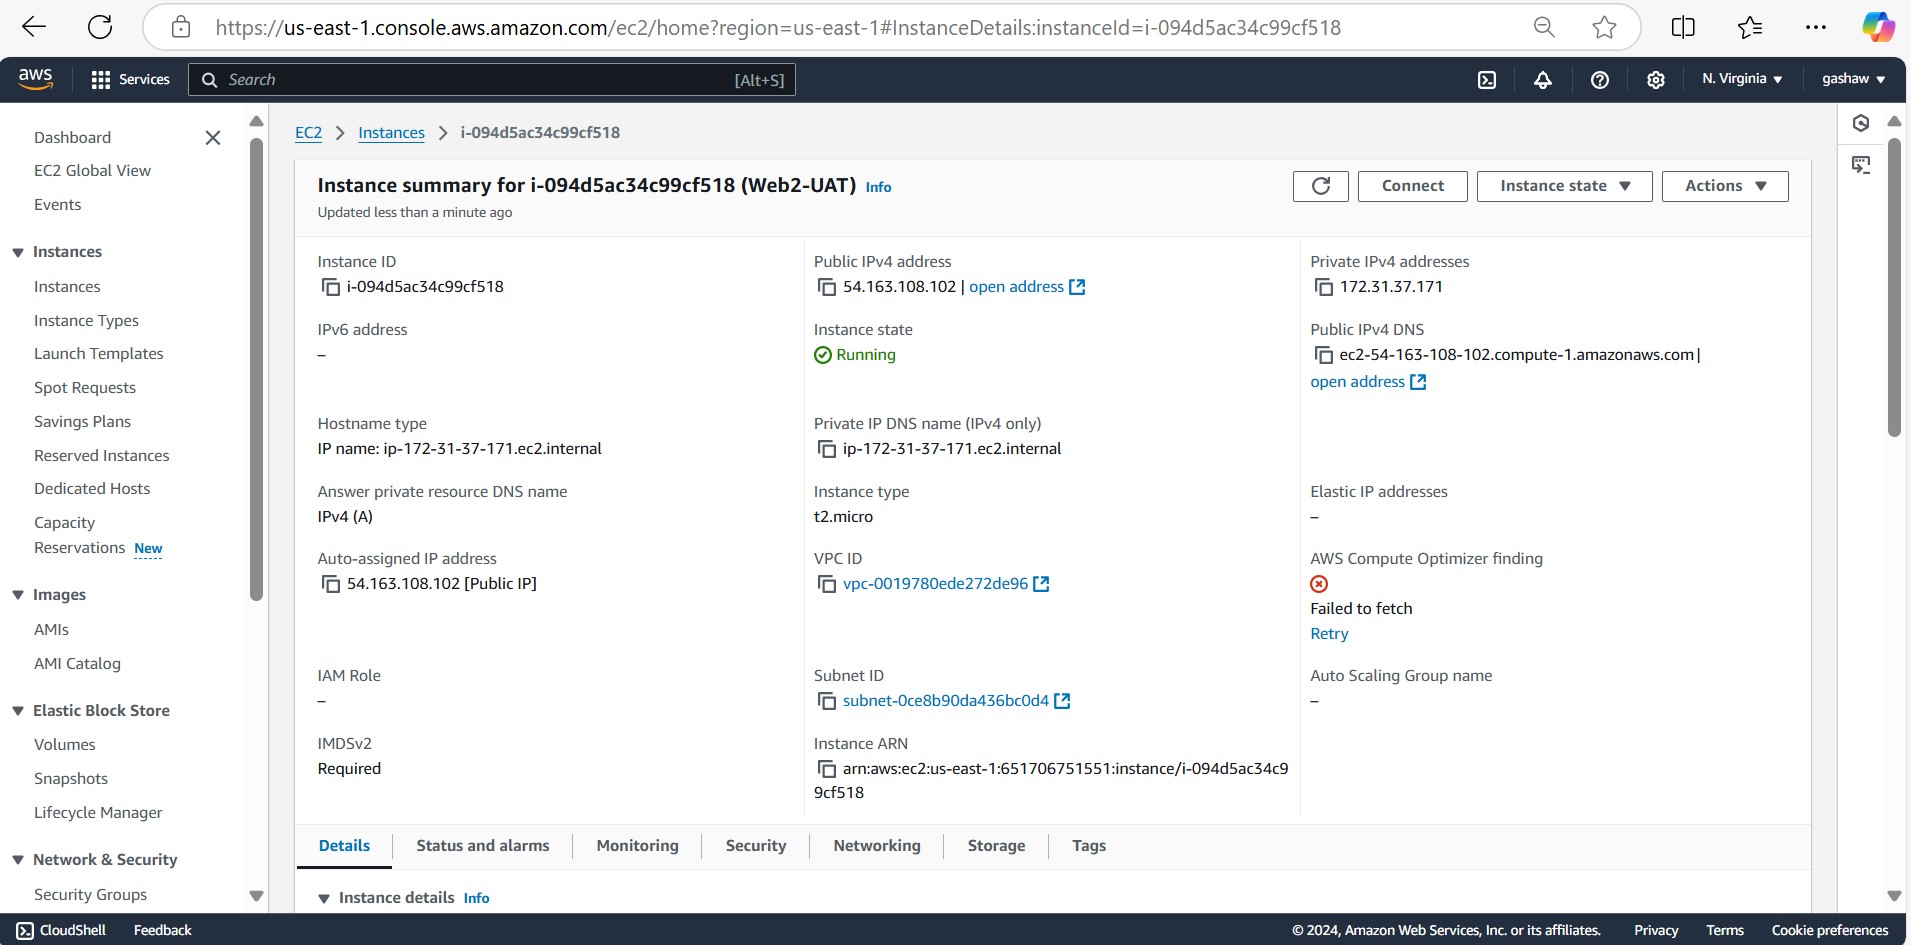 https://us-east-1.console.aws.amazon.com/ec2/home?region=us-east-1#InstanceDetails:instanceId=i-094d5ac34c99cf518
aws
Services
Search
[Alt+S]
N. Virginia
gashaw
Dashboard
EC2 Global View
Events
Instances
Instances
Instance Types
Launch Templates
Spot Requests
Savings Plans
Reserved Instances
Dedicated Hosts
Capacity
Reservations New
Images
AMIs
AMI Catalog
Elastic Block Store
Volumes
Snapshots
Lifecycle Manager
Network & Security
Security Groups
EC2 > Instances > i-094d5ac34c99cf518
Instance summary for i-094d5ac34c99cf518 (Web2-UAT) Info
Updated less than a minute ago
Connect
Instance state
Actions
Instance ID
i-094d5ac34c99cf518
Public IPv4 address
54.163.108.102 | open address
Private IPv4 addresses
172.31.37.171
IPv6 address
–
Instance state
Running
Public IPv4 DNS
ec2-54-163-108-102.compute-1.amazonaws.com |
open address
Hostname type
IP name: ip-172-31-37-171.ec2.internal
Private IP DNS name (IPv4 only)
ip-172-31-37-171.ec2.internal
Answer private resource DNS name
IPv4 (A)
Instance type
t2.micro
Elastic IP addresses
–
Auto-assigned IP address
54.163.108.102 [Public IP]
VPC ID
vpc-0019780ede272de96
AWS Compute Optimizer finding
Failed to fetch
Retry
IAM Role
–
Subnet ID
subnet-0ce8b90da436bc0d4
Auto Scaling Group name
–
IMDSv2
Required
Instance ARN
arn:aws:ec2:us-east-1:651706751551:instance/i-094d5ac34c9
9cf518
Details
Status and alarms
Monitoring
Security
Networking
Storage
Tags
Instance details Info
CloudShell
Feedback
© 2024, Amazon Web Services, Inc. or its affiliates.
Privacy
Terms
Cookie preferences